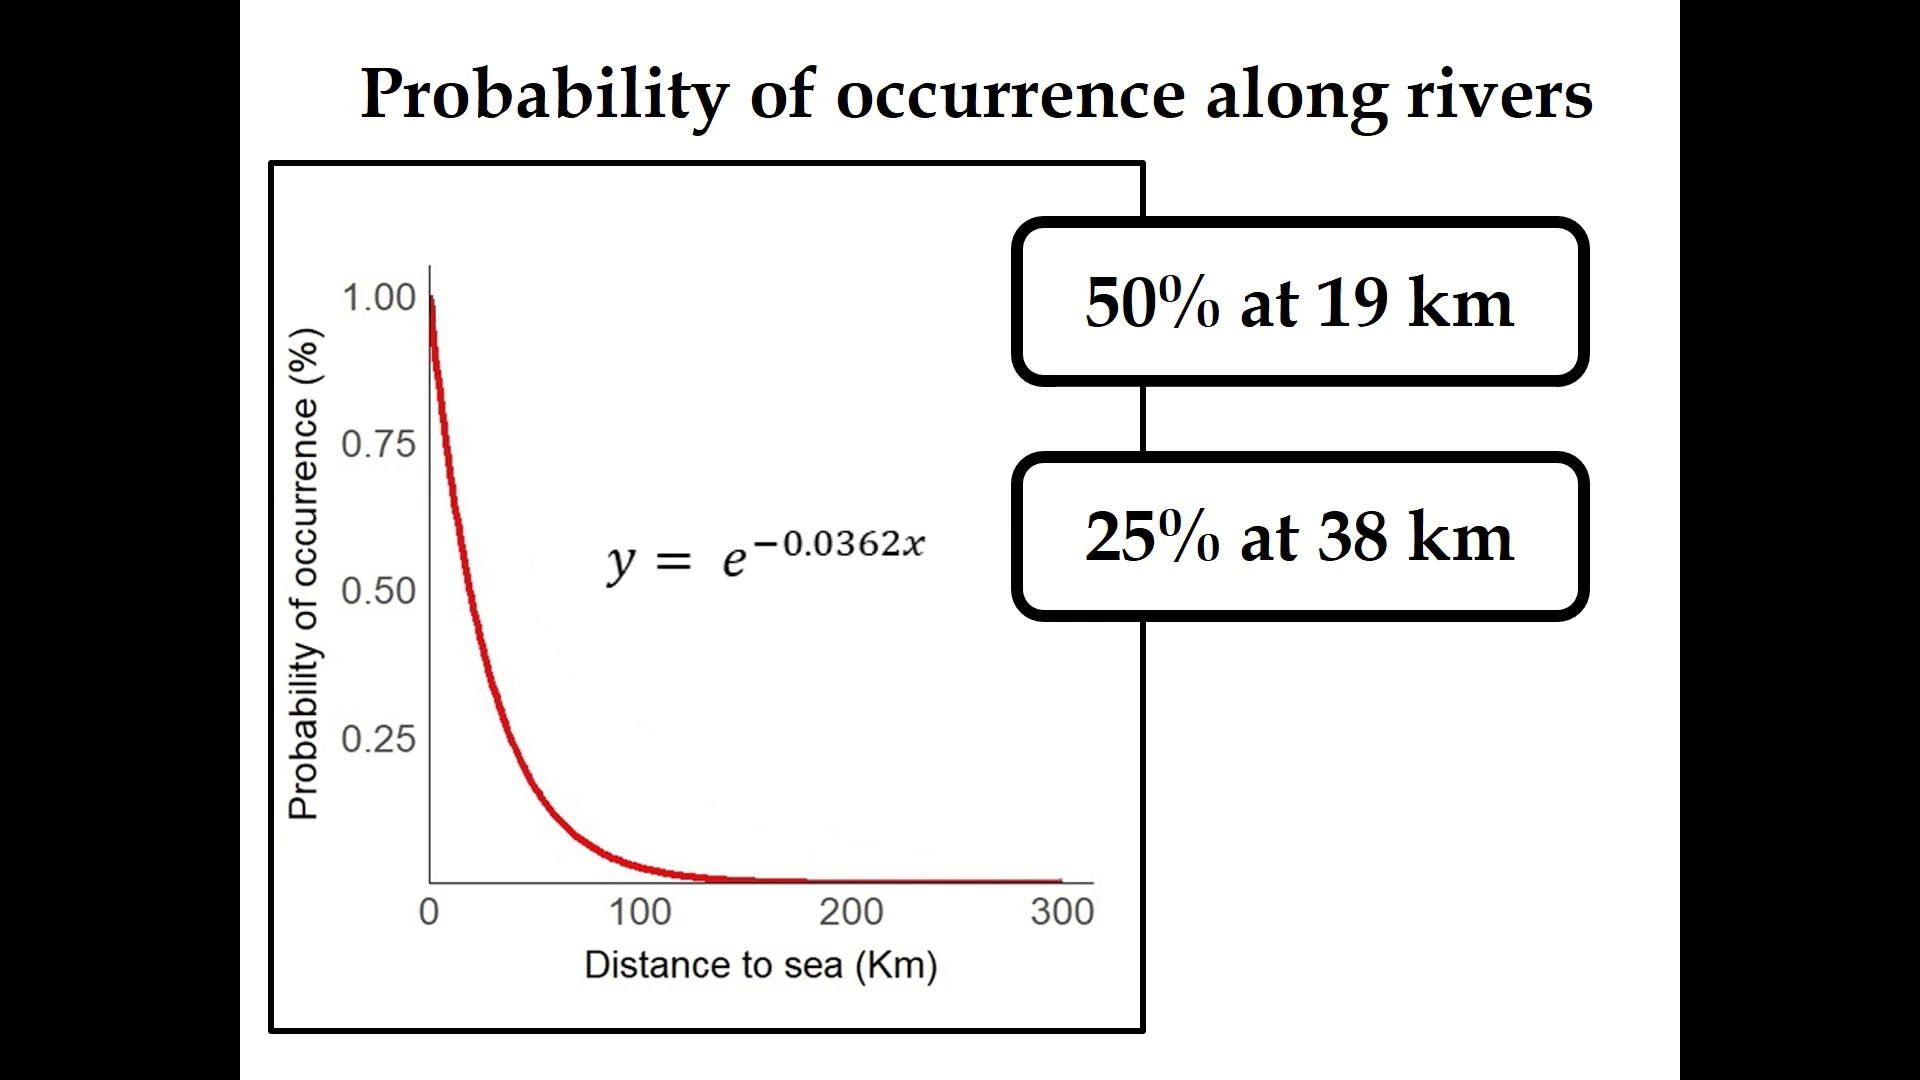 Probability of occurrence along rivers
50% at 19 km
25% at 38 km
Probability of occurrence (%)
1.00
0.75
0.50
0.25
y = e^{−0.0362x}
0 100 200 300
Distance to sea (Km)